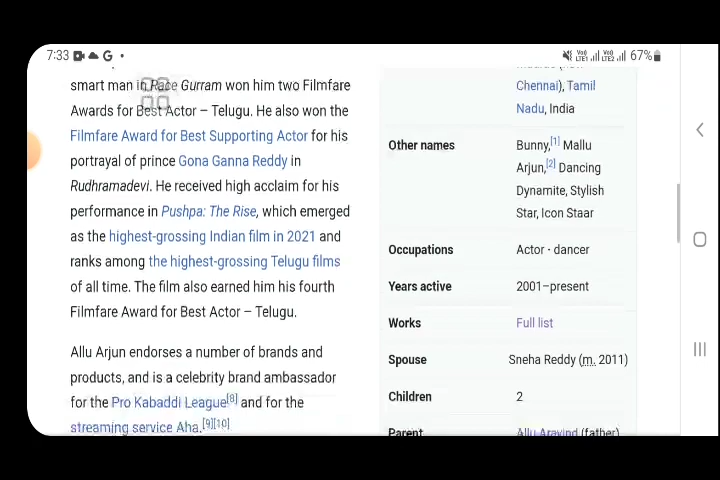 7:33
Vo) LTE1 Vo) LTE2 67%
smart man in Race Gurram won him two Filmfare
Awards for Best Actor – Telugu. He also won the
Filmfare Award for Best Supporting Actor for his
portrayal of prince Gona Ganna Reddy in
Rudhramadevi. He received high acclaim for his
performance in Pushpa: The Rise, which emerged
as the highest-grossing Indian film in 2021 and
ranks among the highest-grossing Telugu films
of all time. The film also earned him his fourth
Filmfare Award for Best Actor – Telugu.
Allu Arjun endorses a number of brands and
products, and is a celebrity brand ambassador
for the Pro Kabaddi League[8] and for the
streaming service Aha.[9][10]
Chennai), Tamil
Nadu, India
Other names
Bunny,[1] Mallu
Arjun,[2] Dancing
Dynamite, Stylish
Star, Icon Staar
Occupations
Actor · dancer
Years active
2001–present
Works
Full list
Spouse
Sneha Reddy (m. 2011)
Children
2
Parent
Allu Aravind (father)